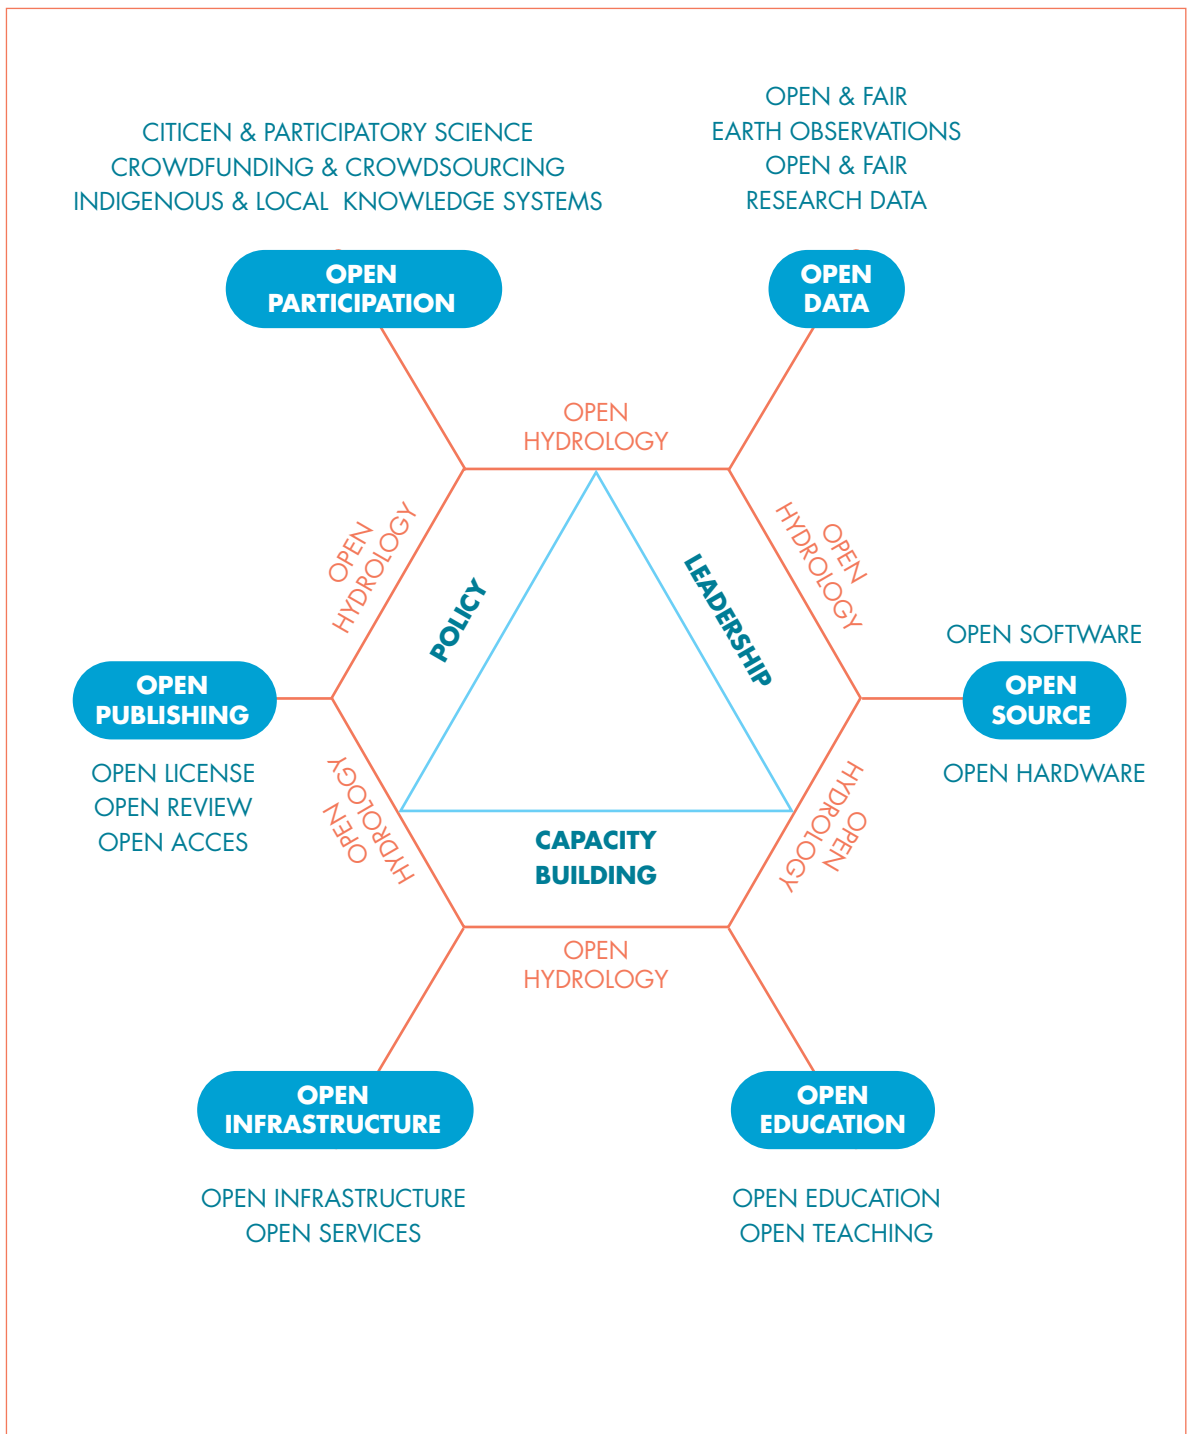 CITICEN & PARTICIPATORY SCIENCE
CROWDFUNDING & CROWDSOURCING
INDIGENOUS & LOCAL KNOWLEDGE SYSTEMS
OPEN
PARTICIPATION
OPEN & FAIR
EARTH OBSERVATIONS
OPEN & FAIR
RESEARCH DATA
OPEN
DATA
OPEN
HYDROLOGY
OPEN
HYDROLOGY
OPEN
HYDROLOGY
POLICY
LEADERSHIP
OPEN SOFTWARE
OPEN
SOURCE
OPEN HARDWARE
OPEN
PUBLISHING
OPEN LICENSE
OPEN REVIEW
OPEN ACCES
OPEN
HYDROLOGY
CAPACITY
BUILDING
OPEN
HYDROLOGY
OPEN
HYDROLOGY
OPEN
INFRASTRUCTURE
OPEN INFRASTRUCTURE
OPEN SERVICES
OPEN
EDUCATION
OPEN EDUCATION
OPEN TEACHING